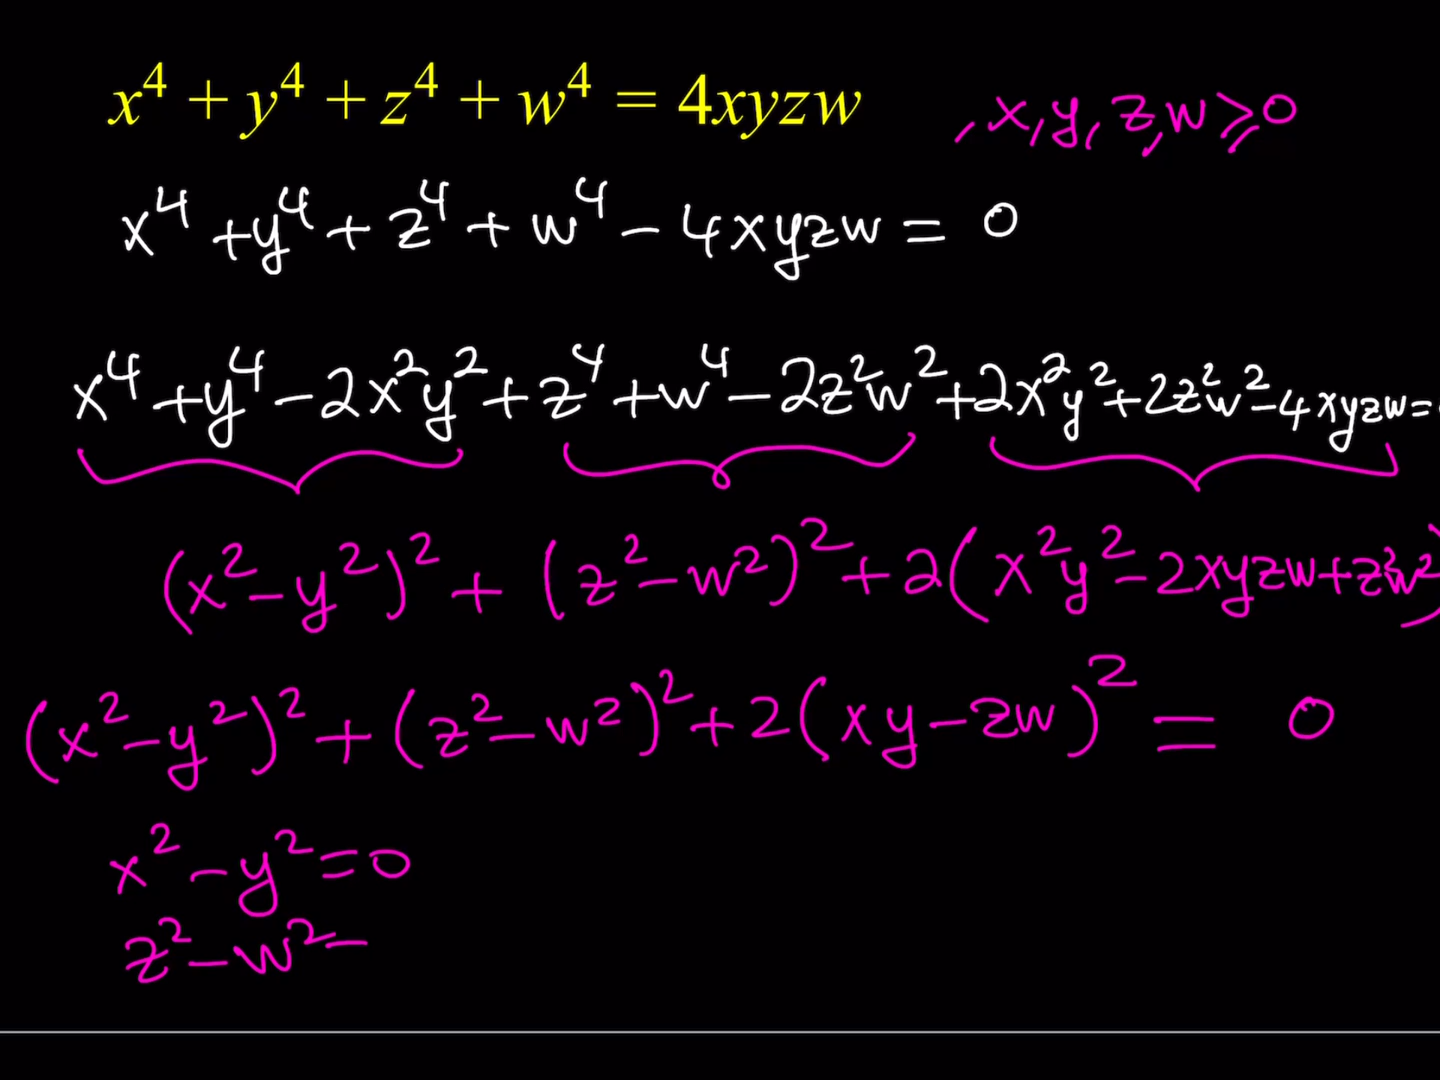 x⁴ + y⁴ + z⁴ + w⁴ = 4xyzw , x, y, z, w ⩾ 0
x⁴ + y⁴ + z⁴ + w⁴ − 4xyzw = 0
x⁴ + y⁴ − 2x²y² + z⁴ + w⁴ − 2z²w² + 2x²y² + 2z²w² − 4xyzw =
(x² − y²)² + (z² − w²)² + 2(x²y² − 2xyzw + z²w²)
(x² − y²)² + (z² − w²)² + 2(xy − zw)² = 0
x² − y² = 0
z² − w² −